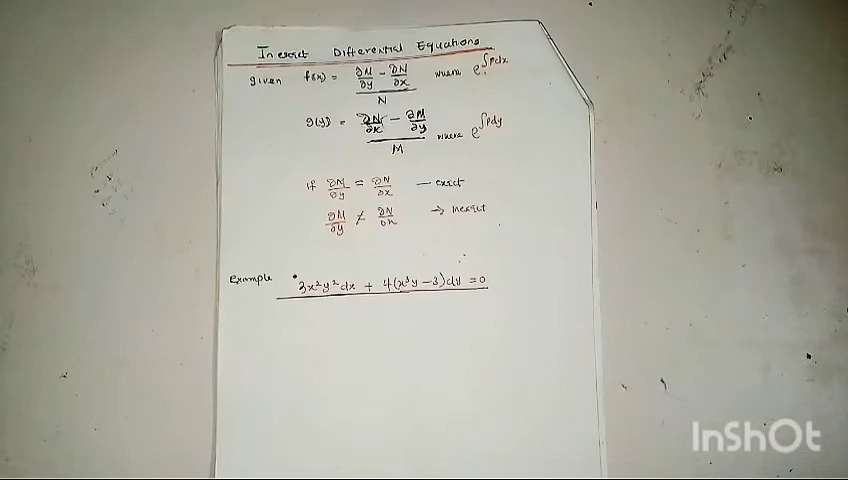 Inexact Differential Equations
given f(x) = ∂M/∂y - ∂N/∂x / N where e^∫pdx
g(y) = ∂N/∂x - ∂M/∂y / M where e^∫pdy
if ∂M/∂y = ∂N/∂x — exact
∂M/∂y ≠ ∂N/∂x → Inexact
Example 3x²y²dx + 4(x³y - 3)dy = 0
InShOt